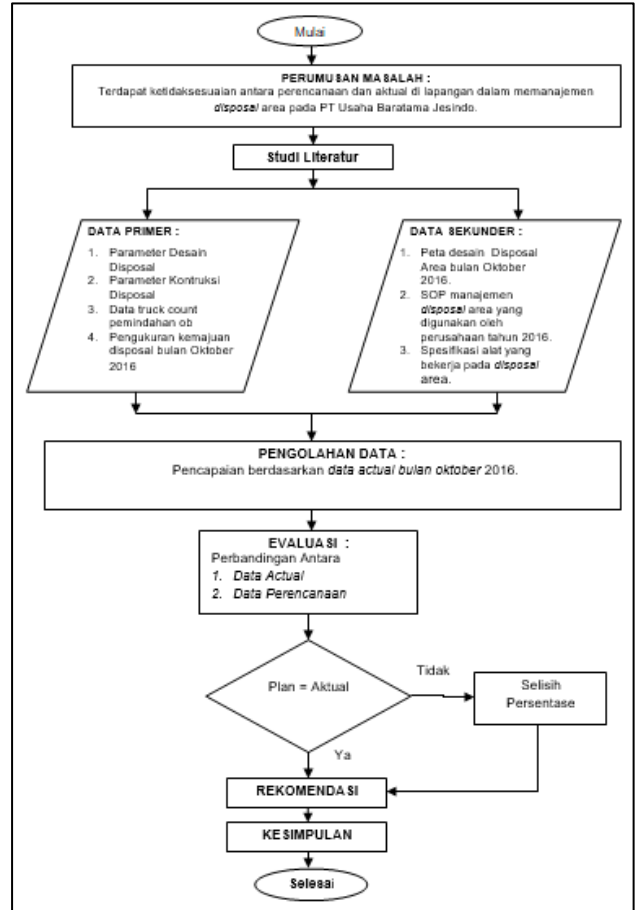 Mulai
PERUMUSAN MASALAH :
Terdapat ketidaksesuaian antara perencanaan dan aktual di lapangan dalam memanajemen
disposal area pada PT Usaha Baratama Jesindo.
Studi Literatur
DATA PRIMER :
1. Parameter Desain
Disposal
2. Parameter Kontruksi
Disposal
3. Data truck count
pemindahan ob
4. Pengukuran kemajuan
disposal bulan Oktober
2016
DATA SEKUNDER :
1. Peta desain Disposal
Area bulan Oktober
2016.
2. SOP manajemen
disposal area yang
digunakan oleh
perusahaan tahun 2016.
3. Spesifikasi alat yang
bekerja pada disposal
area.
PENGOLAHAN DATA :
Pencapaian berdasarkan data actual bulan oktober 2016.
EVALUASI :
Perbandingan Antara
1. Data Actual
2. Data Perencanaan
Plan = Aktual
Tidak
Selisih
Persentase
Ya
REKOMENDASI
KESIMPULAN
Selesai